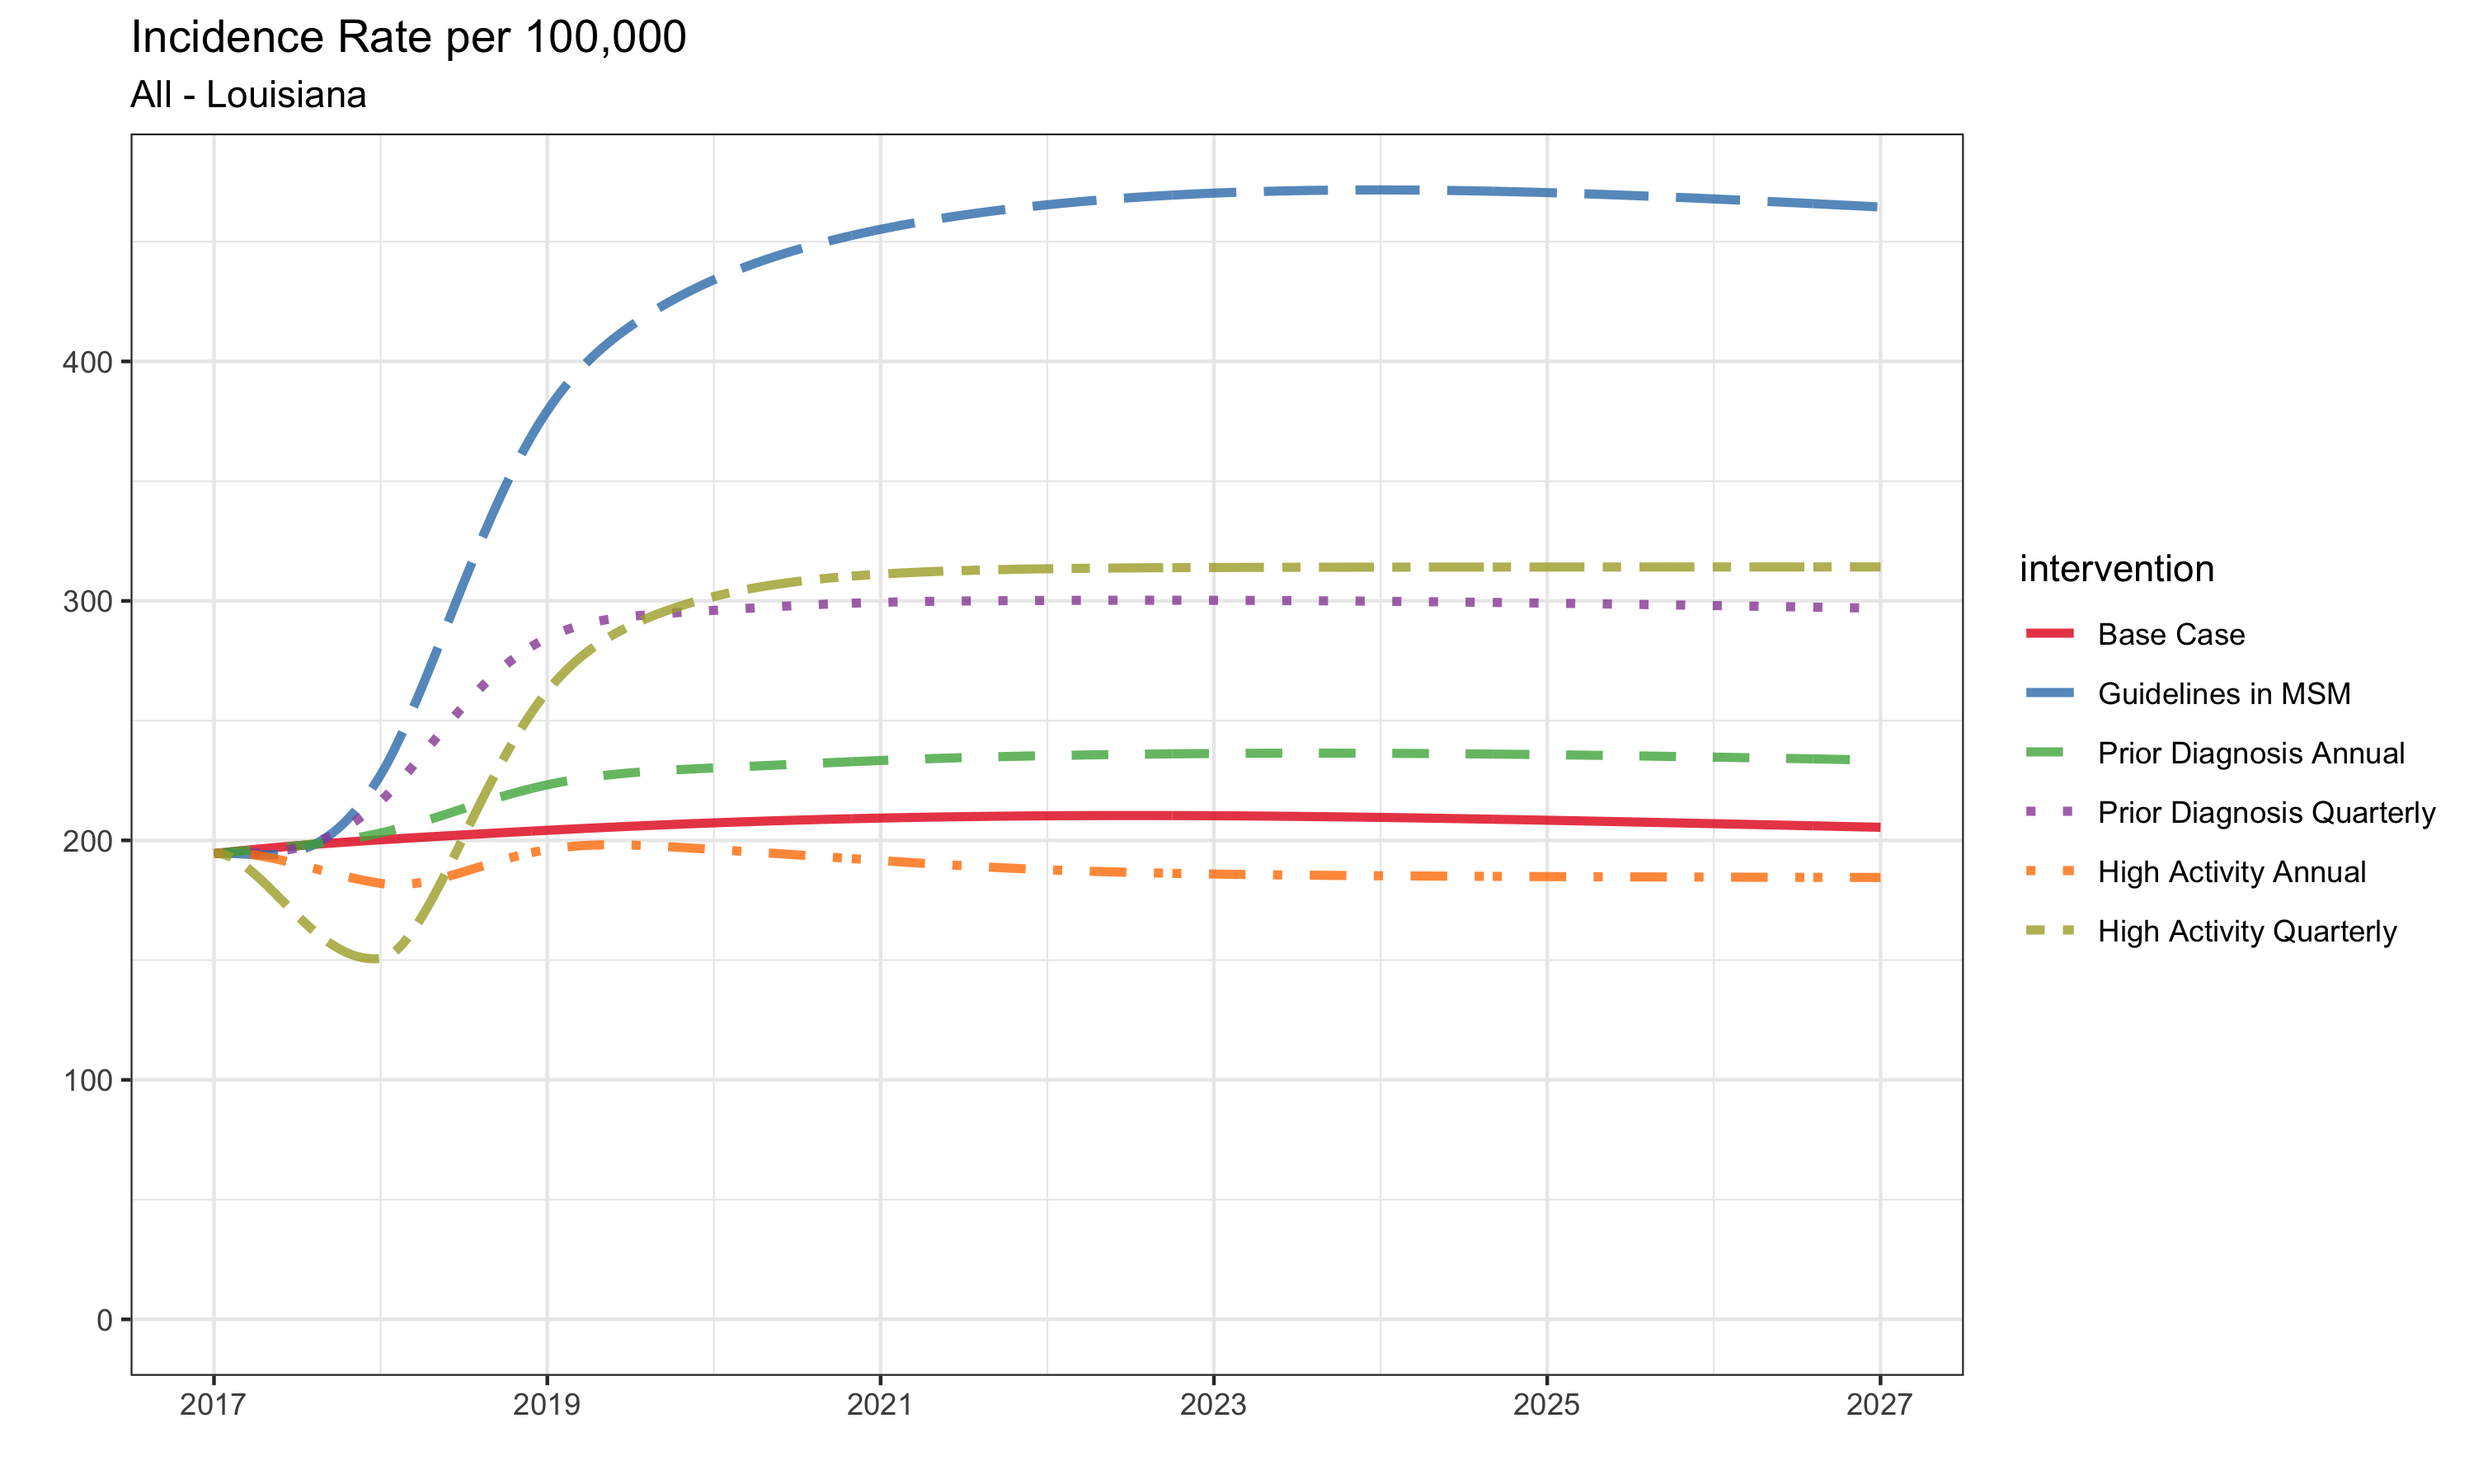 Incidence Rate per 100,000
All - Louisiana
400
300
200
100
0
2017 2019 2021 2023 2025 2027
intervention
Base Case
Guidelines in MSM
Prior Diagnosis Annual
Prior Diagnosis Quarterly
High Activity Annual
High Activity Quarterly